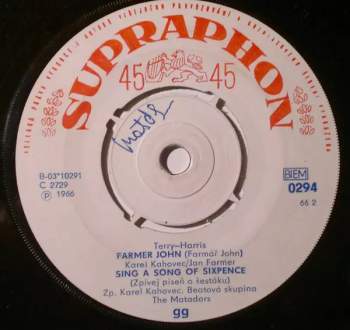 SUPRAPHON
45 45
B-03*10291
C 2729
Ⓟ 1966
BIEM
0294
66 2
Terry-Harris
FARMER JOHN (Farmář John)
Karel Kahovec/Jan Farmer
SING A SONG OF SIXPENCE
(Zpívej píseň o šestáku)
Zp. Karel Kahovec. Beatová skupina
The Matadors
gg